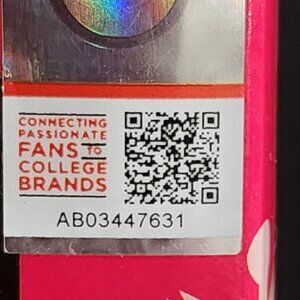 CONNECTING
PASSIONATE
FANS TO
COLLEGE
BRANDS
AB03447631